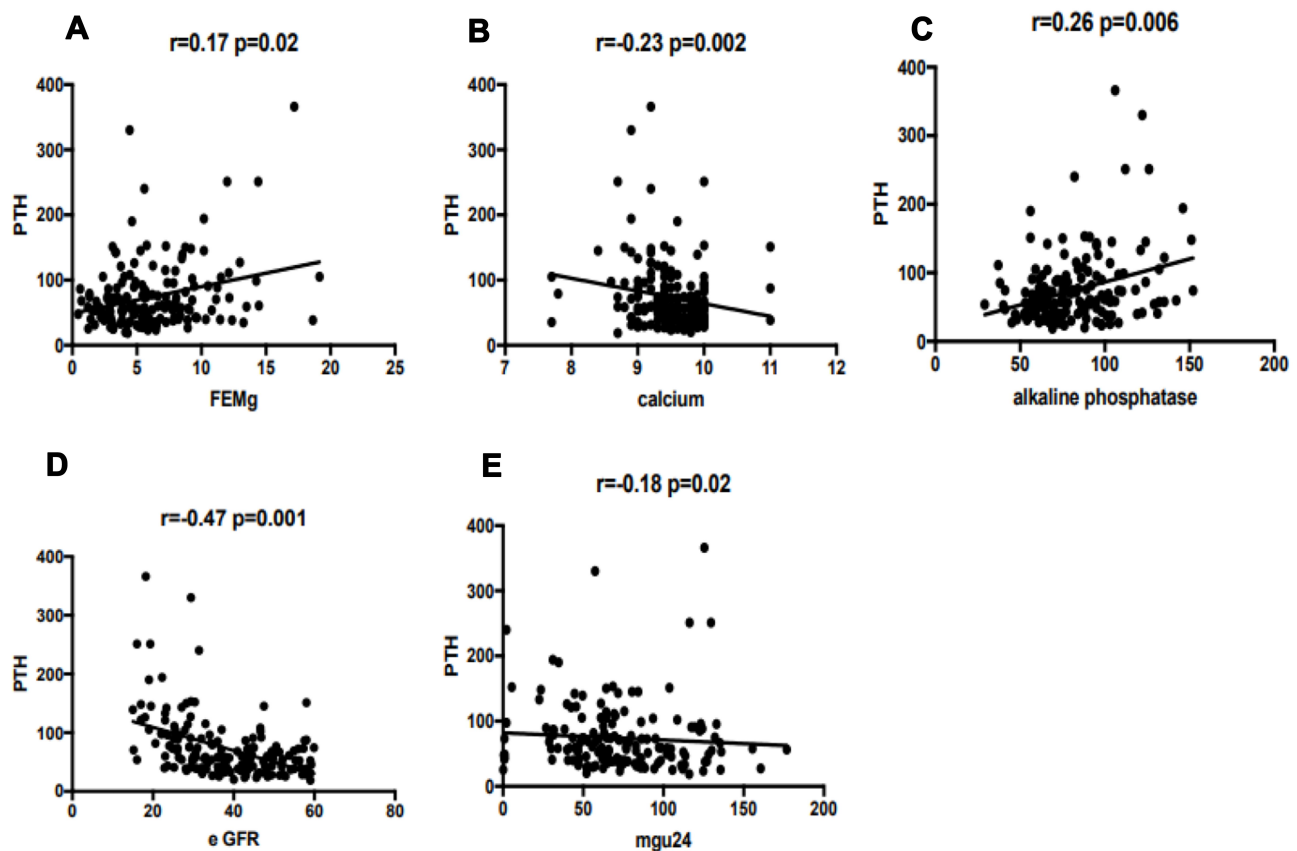 A
r=0.17 p=0.02
400
300
200
100
0
PTH
0 5 10 15 20 25
FEMg
B
r=-0.23 p=0.002
400
300
200
100
0
PTH
7 8 9 10 11 12
calcium
C
r=0.26 p=0.006
400
300
200
100
0
PTH
0 50 100 150 200
alkaline phosphatase
D
r=-0.47 p=0.001
400
300
200
100
0
PTH
0 20 40 60 80
e GFR
E
r=-0.18 p=0.02
400
300
200
100
0
PTH
0 50 100 150 200
mgu24